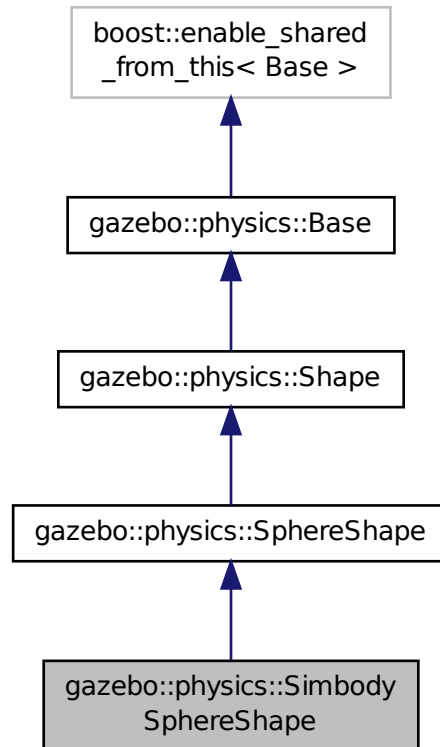 boost::enable_shared
_from_this< Base >
gazebo::physics::Base
gazebo::physics::Shape
gazebo::physics::SphereShape
gazebo::physics::Simbody
SphereShape